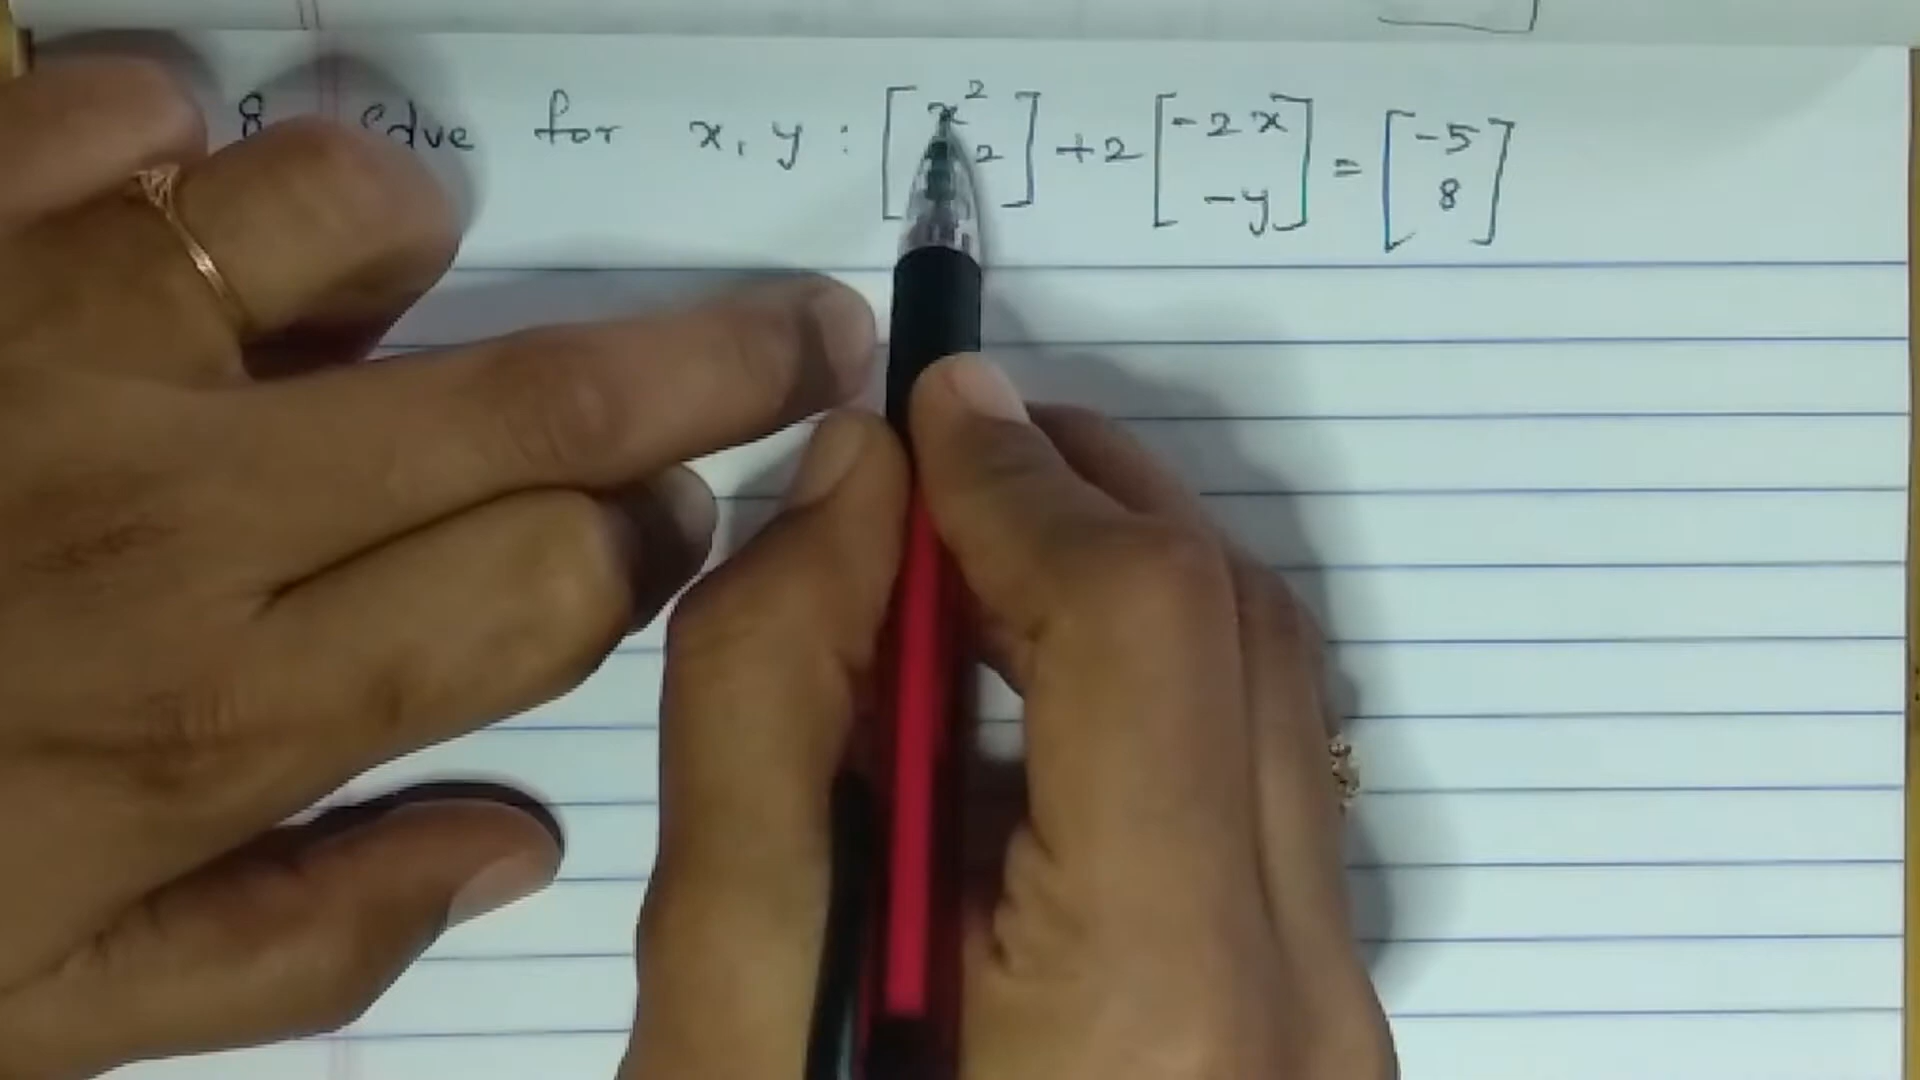 8 Solve for x, y : [x² 2] + 2 [-2x -y] = [-5 8]